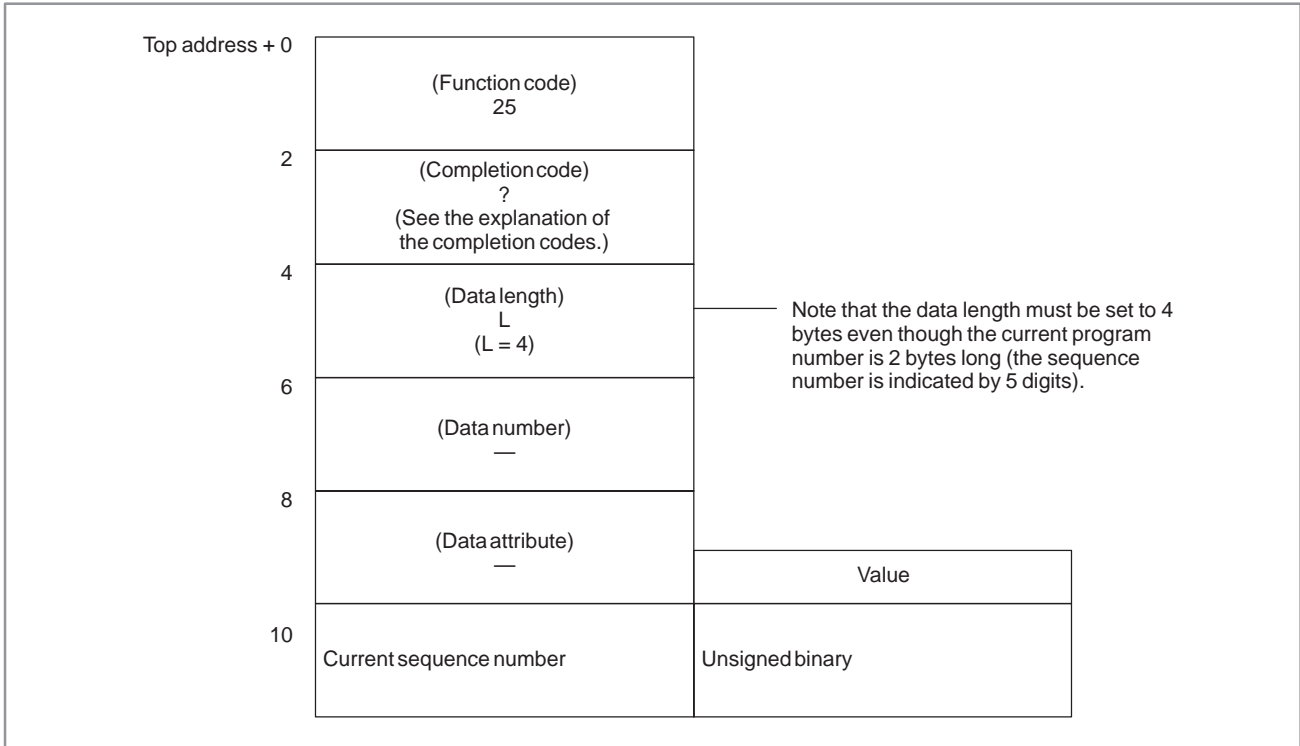 Top address + 0
(Function code)
25
2
(Completion code)
?
(See the explanation of
the completion codes.)
4
(Data length)
L
(L = 4)
Note that the data length must be set to 4
bytes even though the current program
number is 2 bytes long (the sequence
number is indicated by 5 digits).
6
(Data number)
—
8
(Data attribute)
—
Value
10
Current sequence number
Unsigned binary